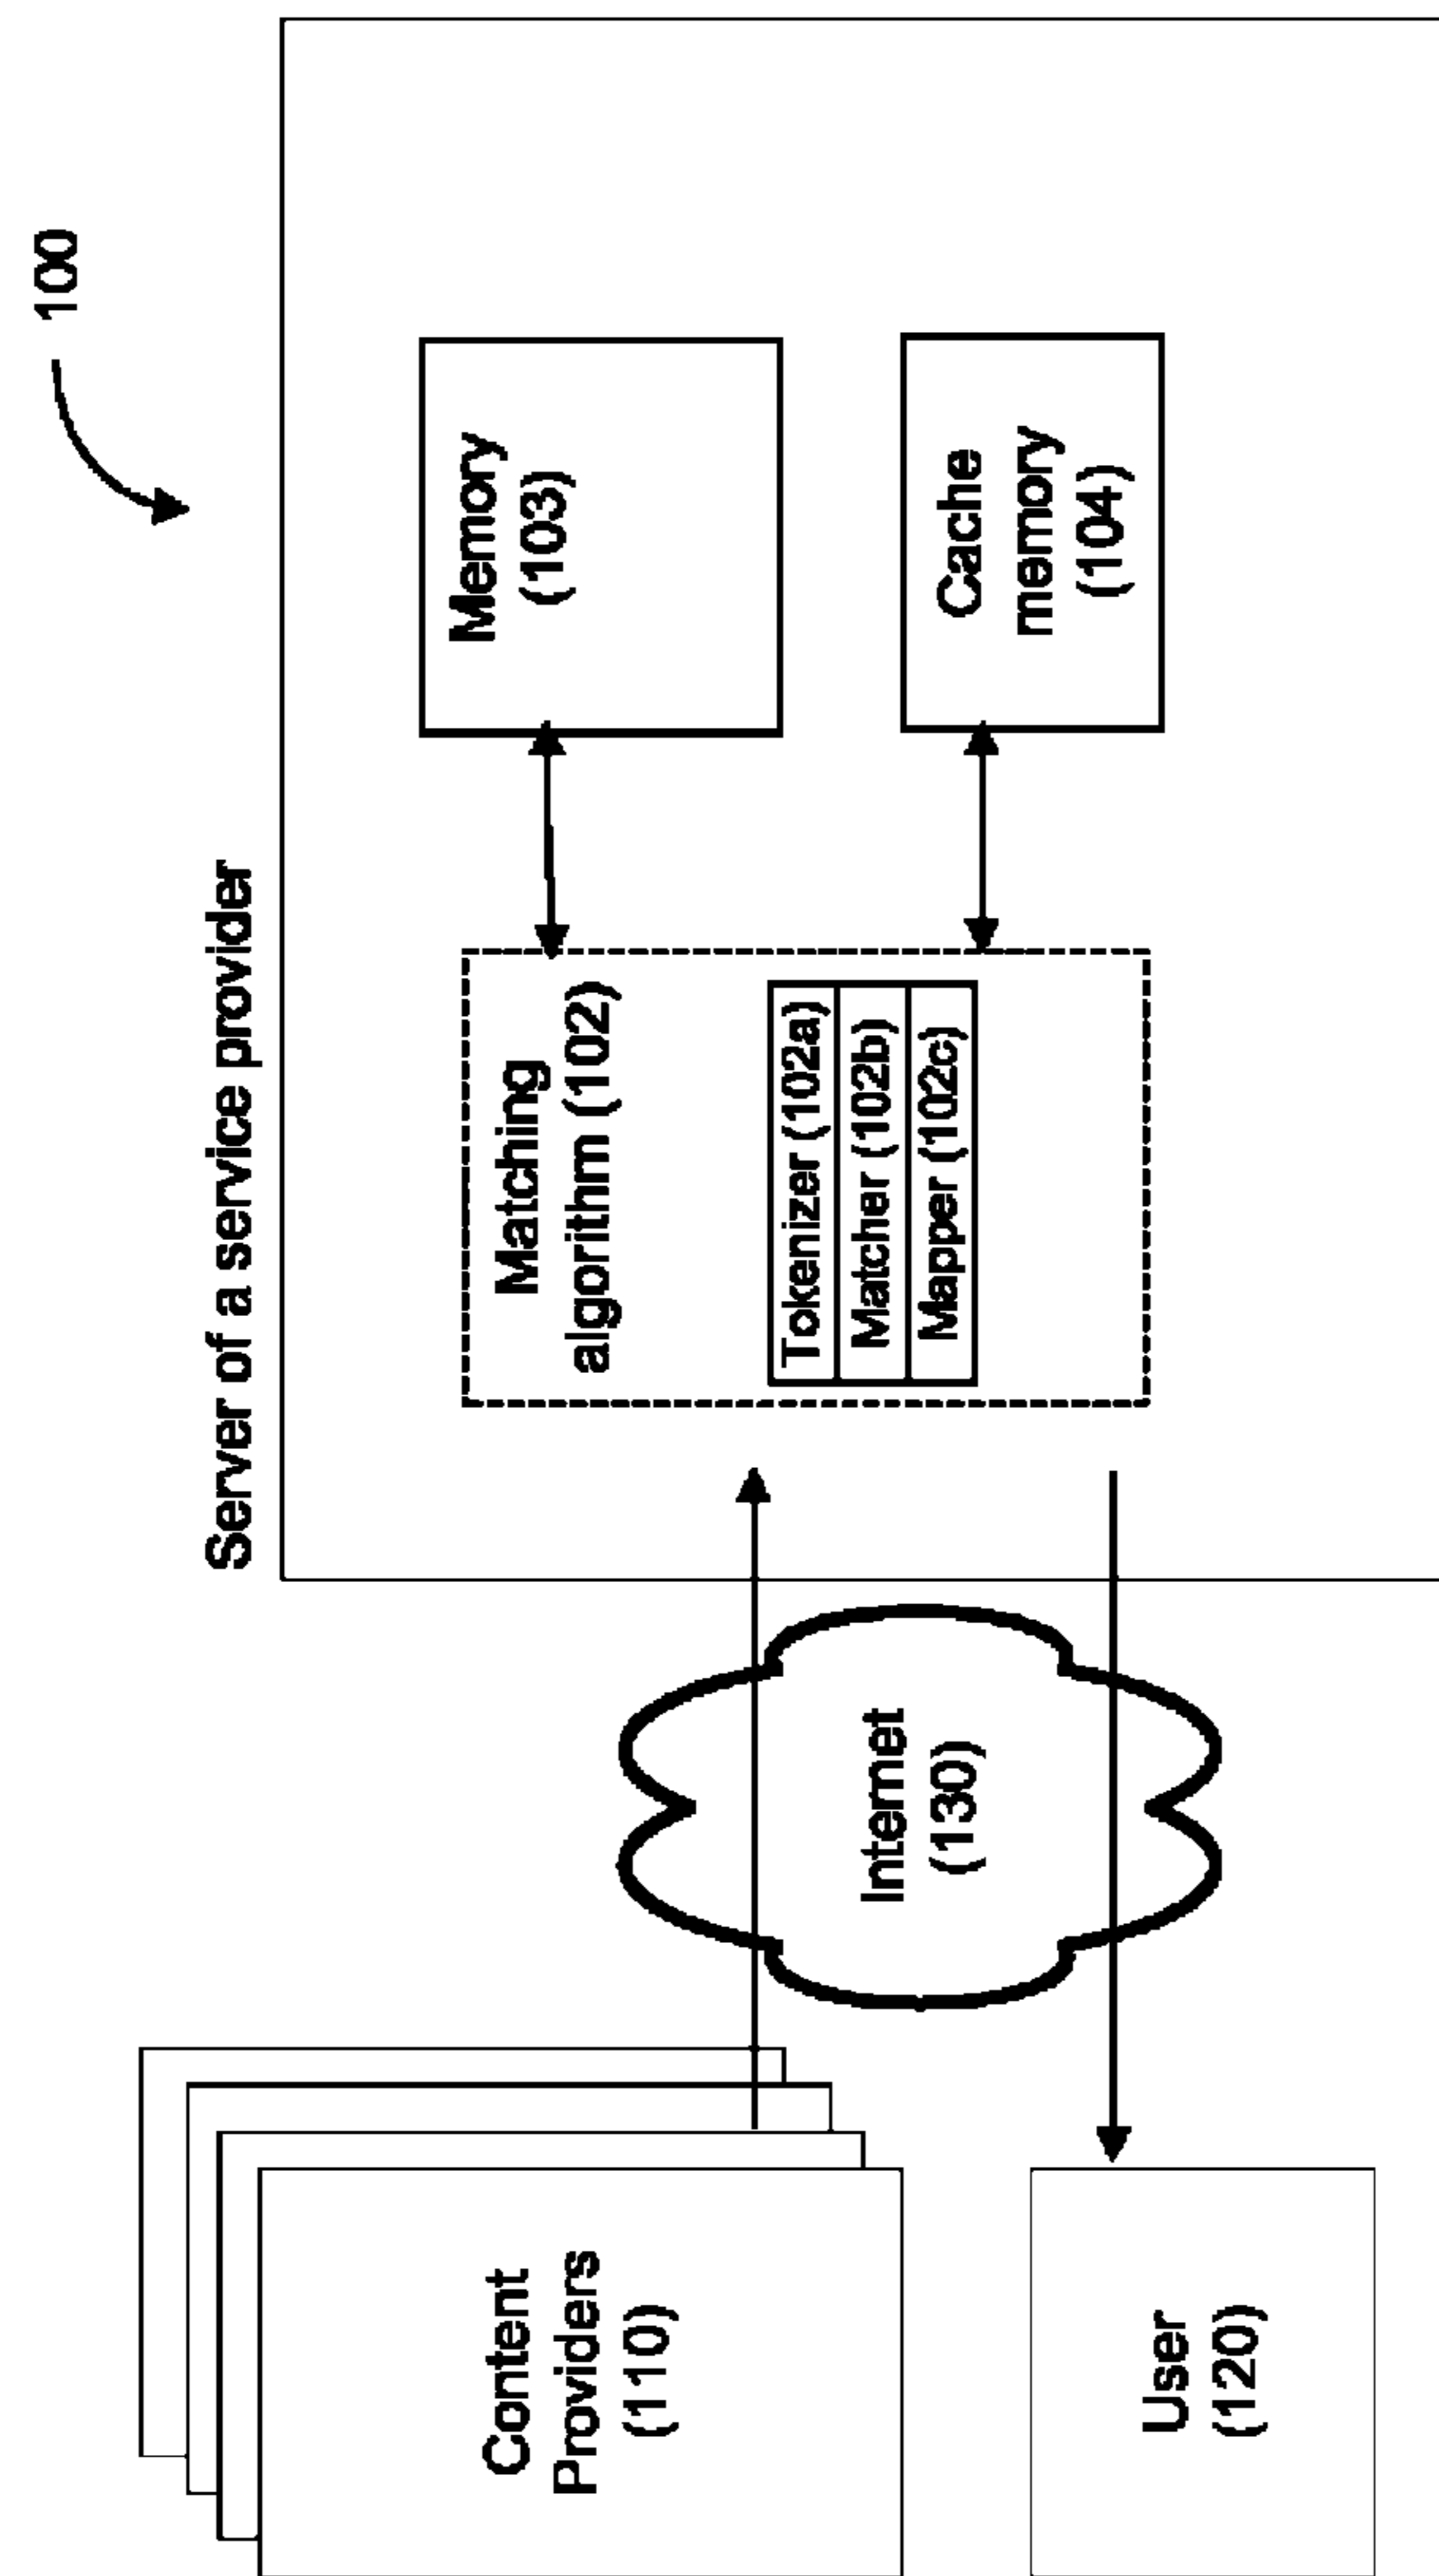 100
Server of a service provider
Content
Providers
(110)
User
(120)
Internet
(130)
Matching
algorithm (102)
Tokenizer (102a)
Matcher (102b)
Mapper (102c)
Memory
(103)
Cache
memory
(104)